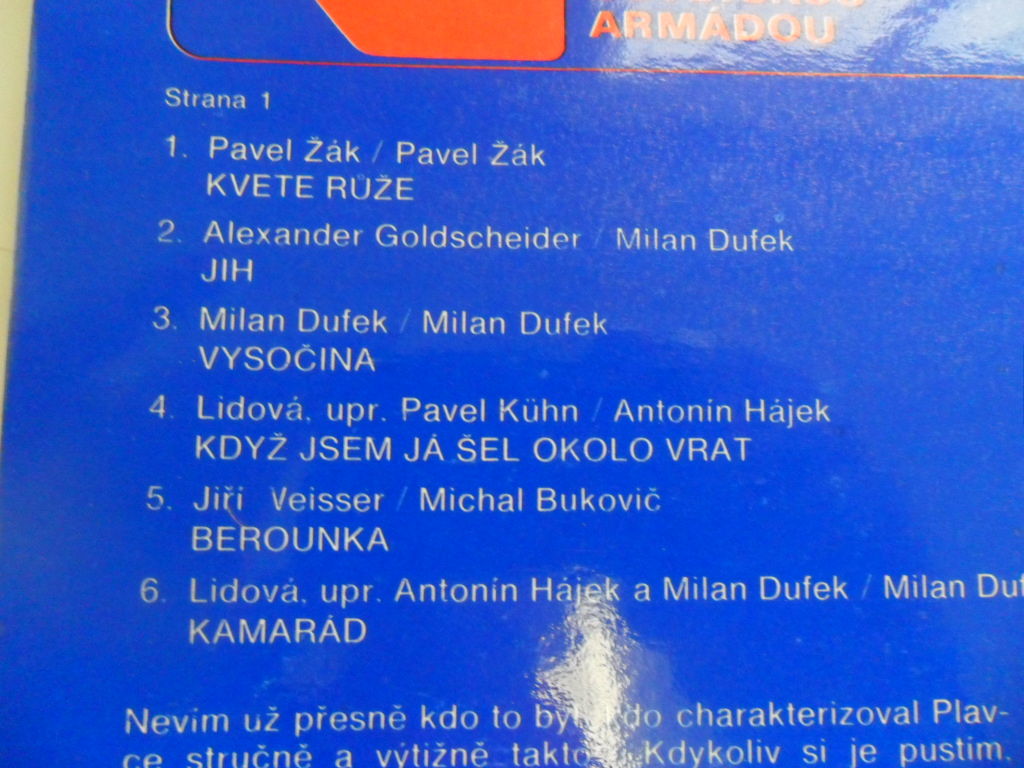 ARMÁDOU
Strana 1
1. Pavel Žák / Pavel Žák
KVETE RŮŽE
2. Alexander Goldscheider / Milan Dufek
JIH
3. Milan Dufek / Milan Dufek
VYSOČINA
4. Lidová, upr. Pavel Kühn / Antonín Hájek
KDYŽ JSEM JÁ ŠEL OKOLO VRAT
5. Jiří Veisser / Michal Bukovič
BEROUNKA
6. Lidová, upr. Antonín Hájek a Milan Dufek / Milan Duf
KAMARÁD
Nevím už přesně kdo to byl kdo charakterizoval Plav-
ce stručně a výtižně takto Kdykoliv si je pustím,